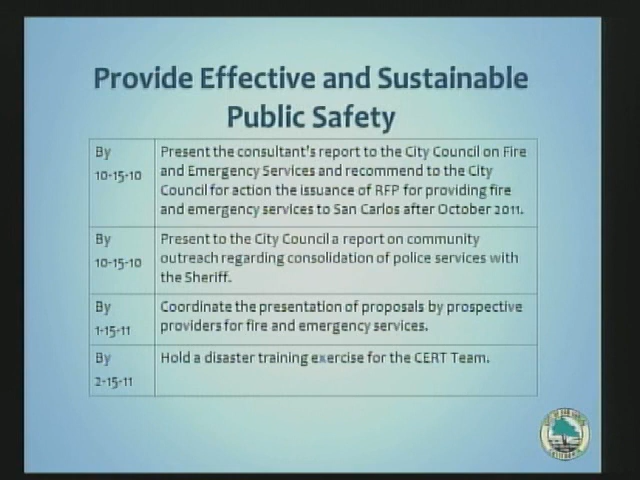 Provide Effective and Sustainable
Public Safety
By
10-15-10
Present the consultant's report to the City Council on Fire
and Emergency Services and recommend to the City
Council for action the issuance of RFP for providing fire
and emergency services to San Carlos after October 2011.
By
10-15-10
Present to the City Council a report on community
outreach regarding consolidation of police services with
the Sheriff.
By
1-15-11
Coordinate the presentation of proposals by prospective
providers for fire and emergency services.
By
2-15-11
Hold a disaster training exercise for the CERT Team.